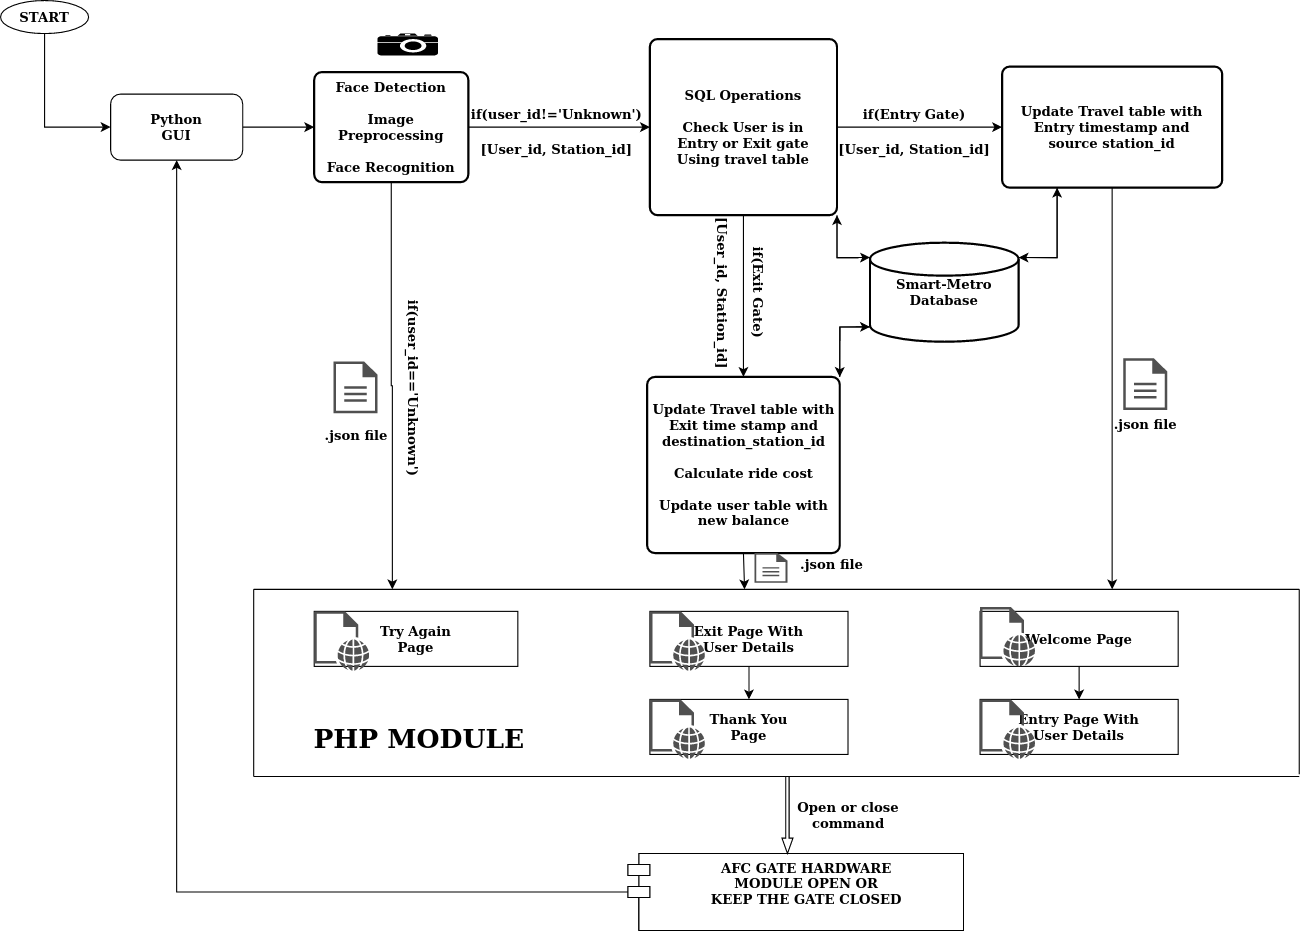 START
Python
GUI
Face Detection
Image
Preprocessing
Face Recognition
if(user_id!='Unknown')
[User_id, Station_id]
SQL Operations
Check User is in
Entry or Exit gate
Using travel table
if(Entry Gate)
[User_id, Station_id]
Update Travel table with
Entry timestamp and
source station_id
[User_id, Station_id]
if(Exit Gate)
Smart-Metro
Database
if(user_id=='Unknown')
.json file
Update Travel table with
Exit time stamp and
destination_station_id
Calculate ride cost
Update user table with
new balance
.json file
.json file
Try Again
Page
Exit Page With
User Details
Welcome Page
Thank You
Page
Entry Page With
User Details
PHP MODULE
Open or close
command
AFC GATE HARDWARE
MODULE OPEN OR
KEEP THE GATE CLOSED